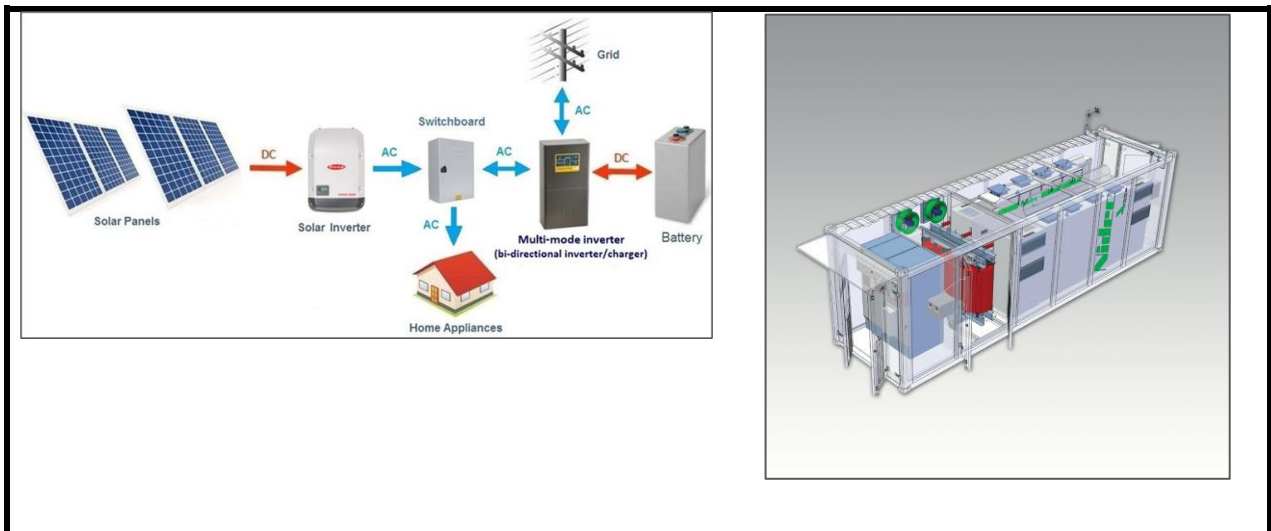 Grid
AC
Switchboard
DC
AC
AC
DC
Solar Panels
Solar Inverter
AC
Multi-mode inverter
(bi-directional inverter/charger)
Battery
Home Appliances
Nidec